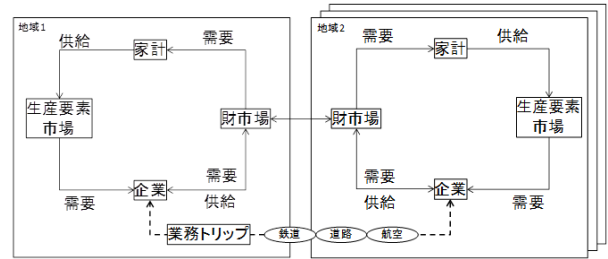 地域1
供給
家計
需要
生産要素
市場
財市場
需要
企業
需要
供給
業務トリップ
鉄道
道路
航空
地域2
需要
家計
供給
財市場
生産要素
市場
需要
供給
企業
需要